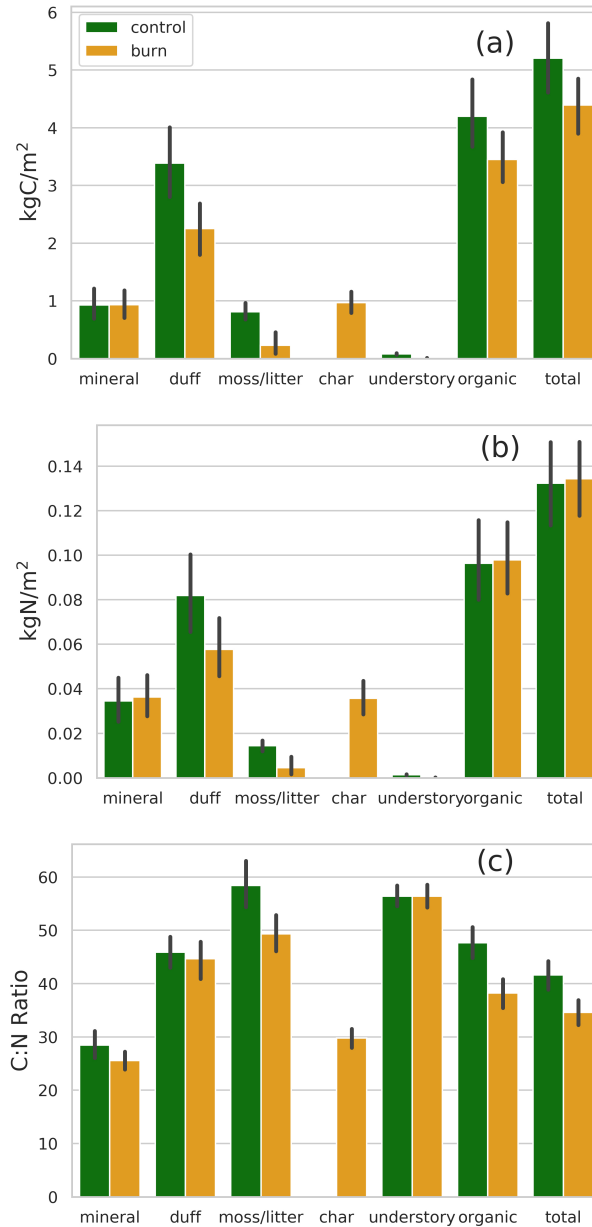 6
control
burn
(a)
5
4
kgC/m²
3
2
1
0
mineral duff moss/litter char understory organic total
(b)
0.14
0.12
0.10
kgN/m²
0.08
0.06
0.04
0.02
0.00
mineral duff moss/litter char understory organic total
(c)
60
50
40
C:N Ratio
30
20
10
0
mineral duff moss/litter char understory organic total